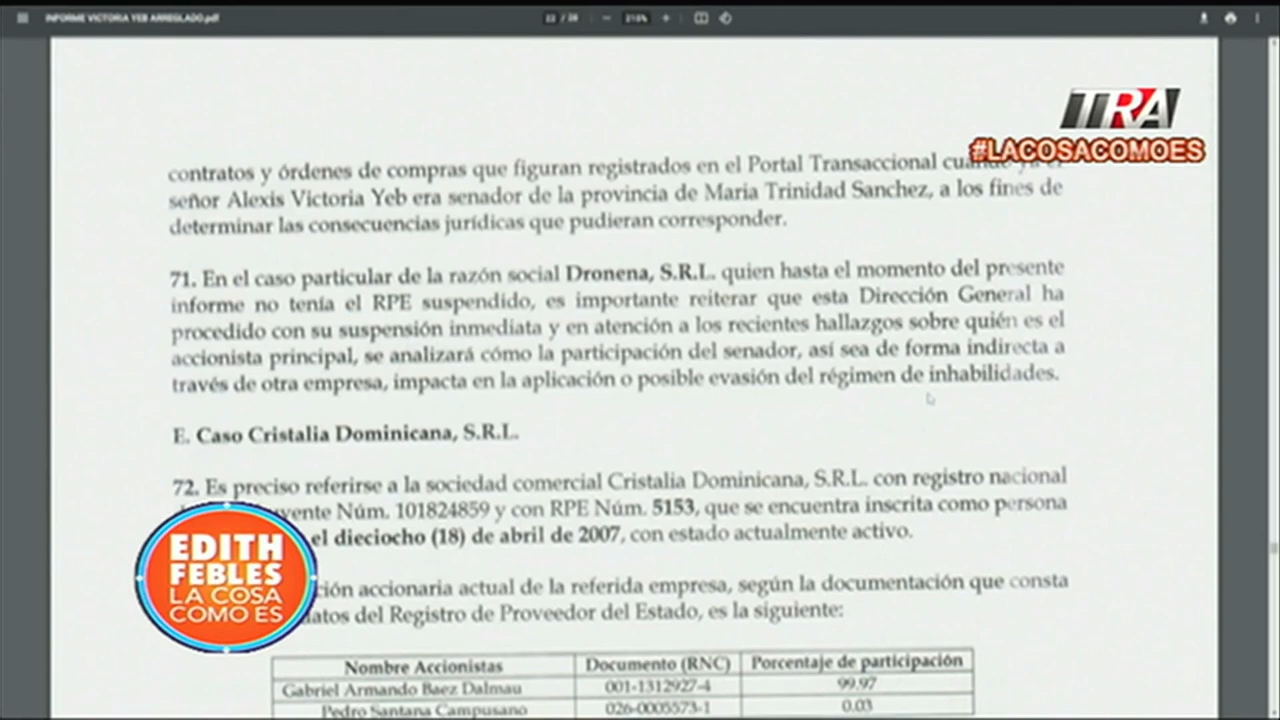 INFORME VICTORIA YEB ARREGLADO.pdf
22 / 28
210%
TRA
#LACOSACOMOES
contratos y órdenes de compras que figuran registrados en el Portal Transaccional
señor Alexis Victoria Yeb era senador de la provincia de Maria Trinidad Sanchez, a los fines de
determinar las consecuencias jurídicas que pudieran corresponder.
71. En el caso particular de la razón social Dronena, S.R.L. quien hasta el momento del presente
informe no tenía el RPE suspendido, es importante reiterar que esta Dirección General ha
procedido con su suspensión inmediata y en atención a los recientes hallazgos sobre quién es el
accionista principal, se analizará cómo la participación del senador, así sea de forma indirecta a
través de otra empresa, impacta en la aplicación o posible evasión del régimen de inhabilidades.
E. Caso Cristalia Dominicana, S.R.L.
72. Es preciso referirse a la sociedad comercial Cristalia Dominicana, S.R.L. con registro nacional
yente Núm. 101824859 y con RPE Núm. 5153, que se encuentra inscrita como persona
el dieciocho (18) de abril de 2007, con estado actualmente activo.
ción accionaria actual de la referida empresa, según la documentación que consta
datos del Registro de Proveedor del Estado, es la siguiente:
EDITH
FEBLES
LA COSA
COMO ES
Nombre Accionistas Documento (RNC) Porcentaje de participación
Gabriel Armando Baez Dalmau 001-1312927-4 99.97
Pedro Santana Campusano 026-0005573-1 0.03